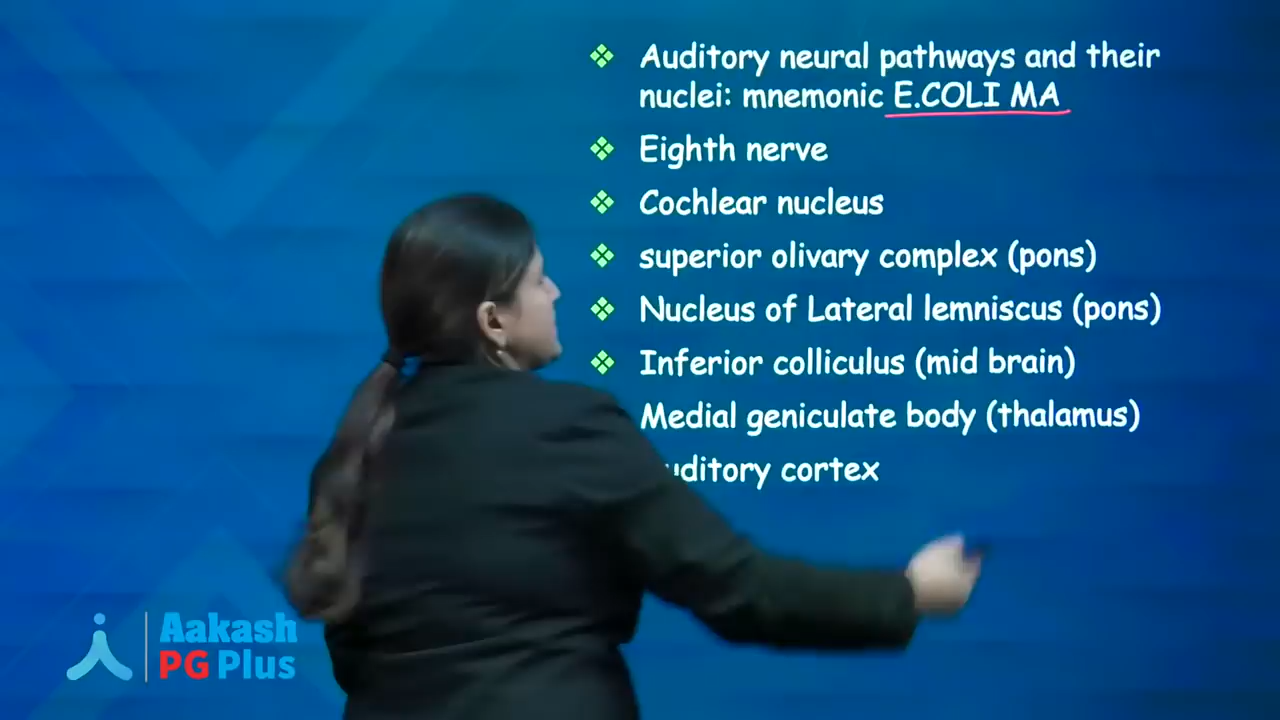 Auditory neural pathways and their
nuclei: mnemonic E.COLI MA
Eighth nerve
Cochlear nucleus
superior olivary complex (pons)
Nucleus of Lateral lemniscus (pons)
Inferior colliculus (mid brain)
Medial geniculate body (thalamus)
uditory cortex
Aakash
PG Plus